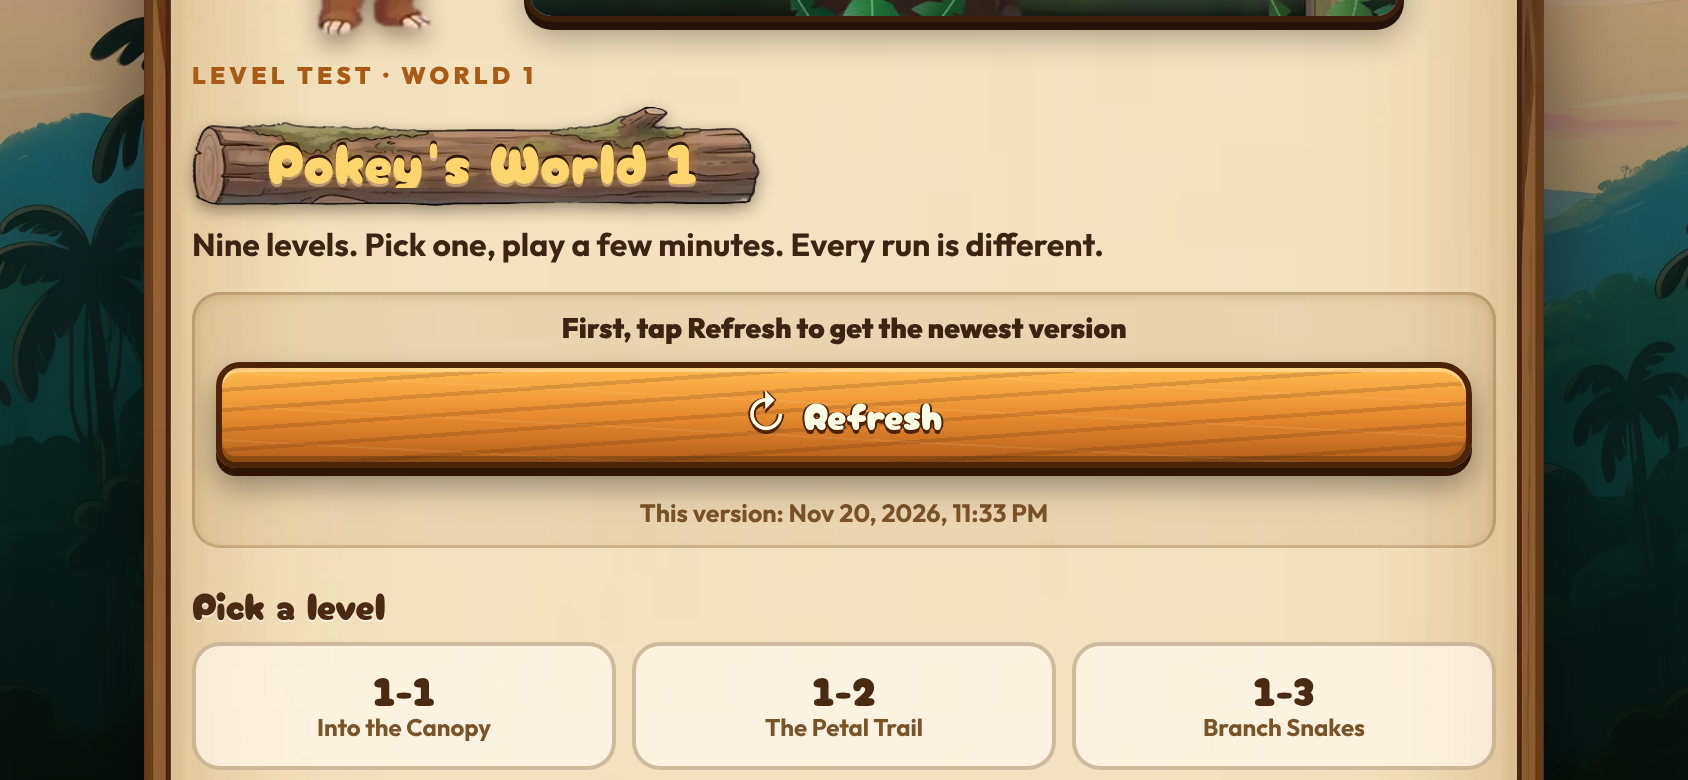 LEVEL TEST · WORLD 1
Pokey's World 1
Nine levels. Pick one, play a few minutes. Every run is different.
First, tap Refresh to get the newest version
Refresh
This version: Nov 20, 2026, 11:33 PM
Pick a level
1-1
Into the Canopy
1-2
The Petal Trail
1-3
Branch Snakes